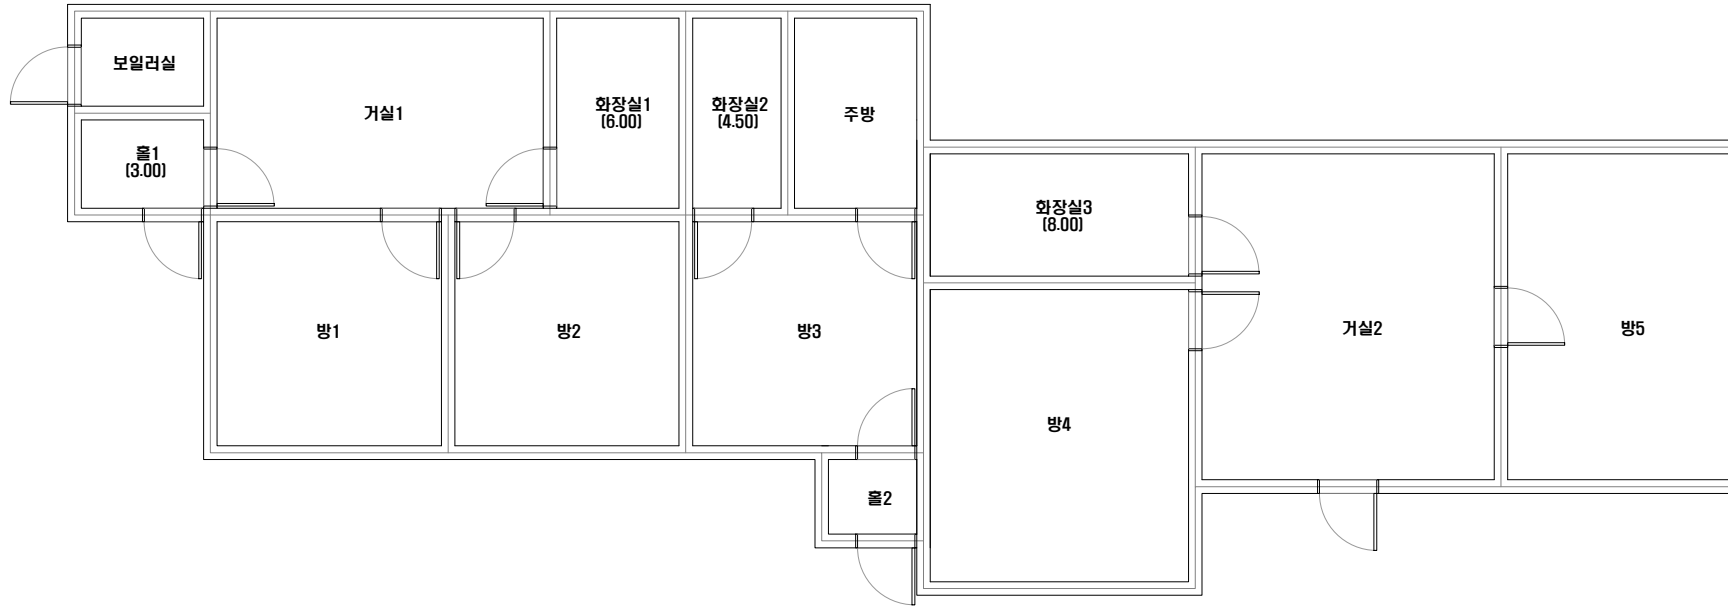 보일러실
거실1
화장실1
(6.00)
화장실2
(4.50)
주방
홀1
(3.00)
화장실3
(8.00)
방1
방2
방3
거실2
방5
방4
홀2